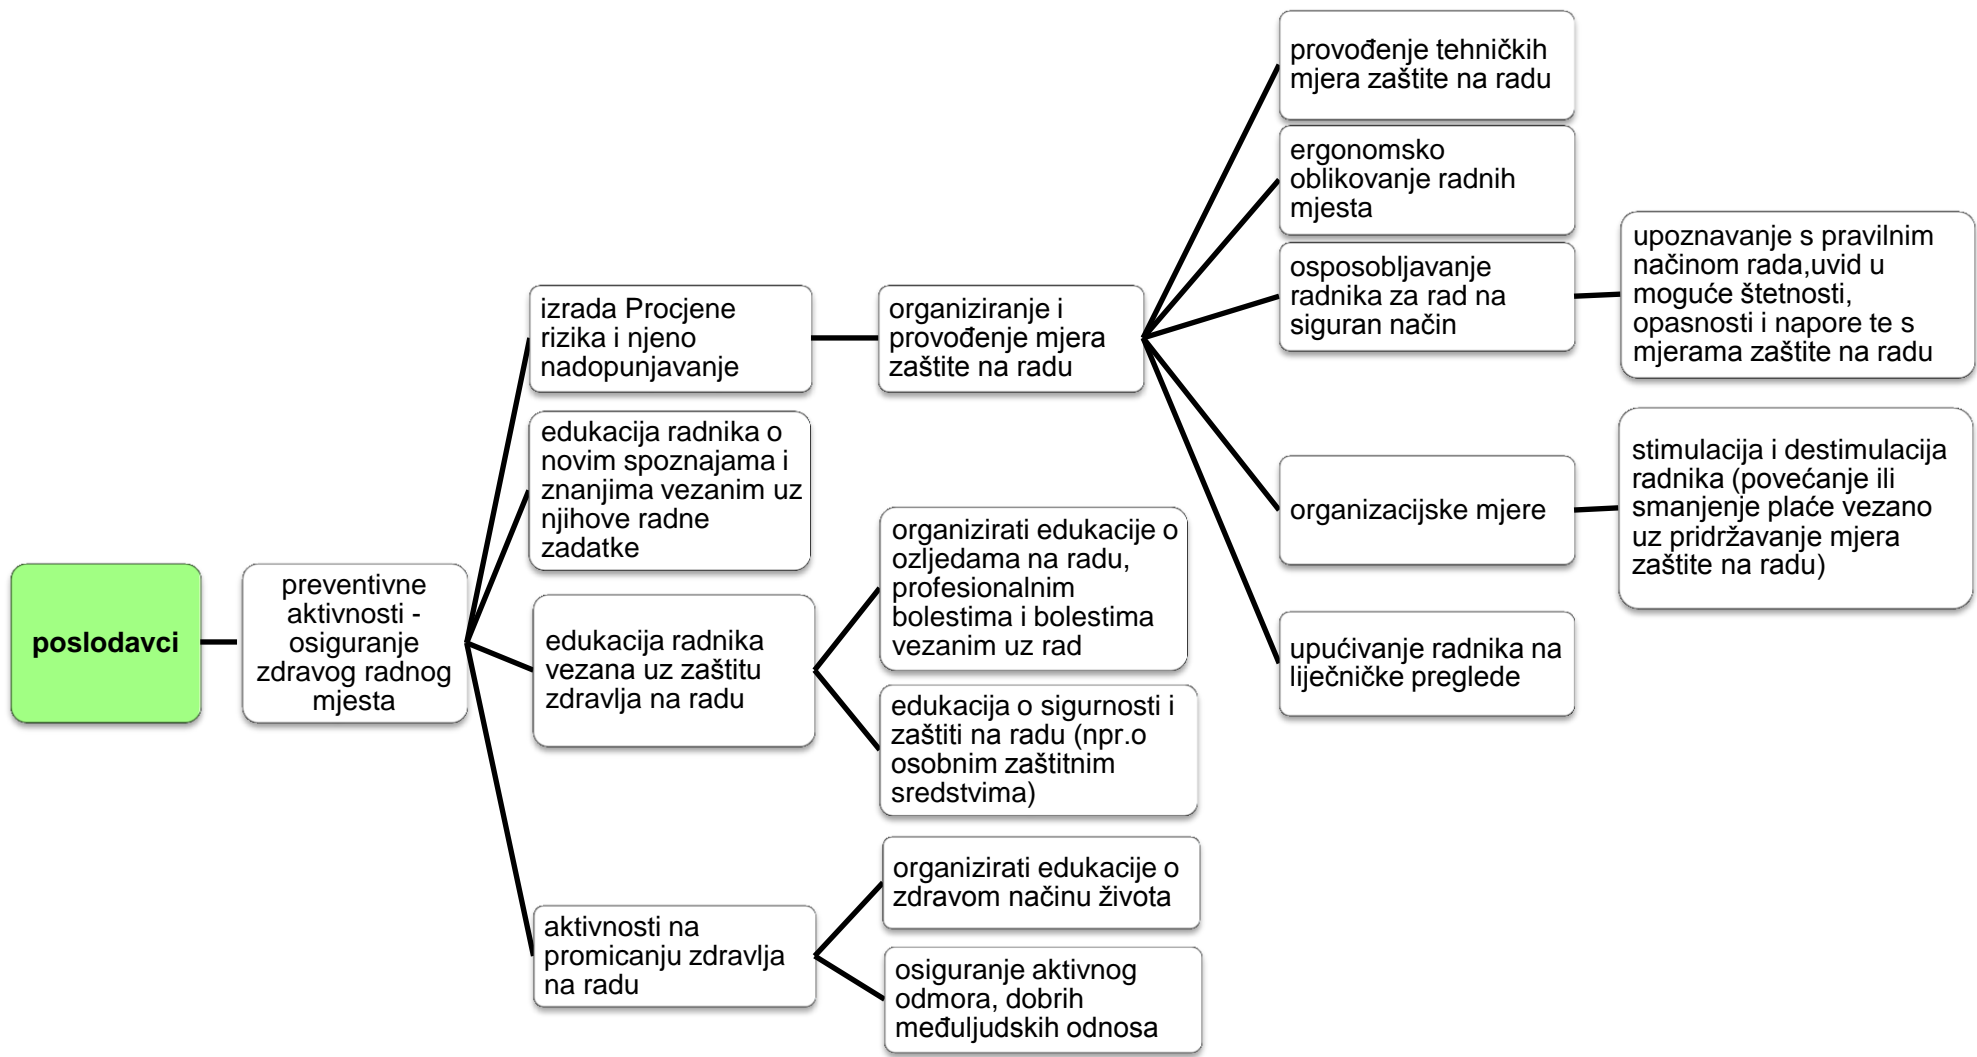 poslodavci
preventivne
aktivnosti -
osiguranje
zdravog radnog
mjesta
izrada Procjene
rizika i njeno
nadopunjavanje
organiziranje i
provođenje mjera
zaštite na radu
provođenje tehničkih
mjera zaštite na radu
ergonomsko
oblikovanje radnih
mjesta
osposobljavanje
radnika za rad na
siguran način
upoznavanje s pravilnim
načinom rada,uvid u
moguće štetnosti,
opasnosti i napore te s
mjerama zaštite na radu
organizacijske mjere
stimulacija i destimulacija
radnika (povećanje ili
smanjenje plaće vezano
uz pridržavanje mjera
zaštite na radu)
upućivanje radnika na
liječničke preglede
edukacija radnika o
novim spoznajama i
znanjima vezanim uz
njihove radne
zadatke
edukacija radnika
vezana uz zaštitu
zdravlja na radu
organizirati edukacije o
ozljedama na radu,
profesionalnim
bolestima i bolestima
vezanim uz rad
edukacija o sigurnosti i
zaštiti na radu (npr.o
osobnim zaštitnim
sredstvima)
aktivnosti na
promicanju zdravlja
na radu
organizirati edukacije o
zdravom načinu života
osiguranje aktivnog
odmora, dobrih
međuljudskih odnosa